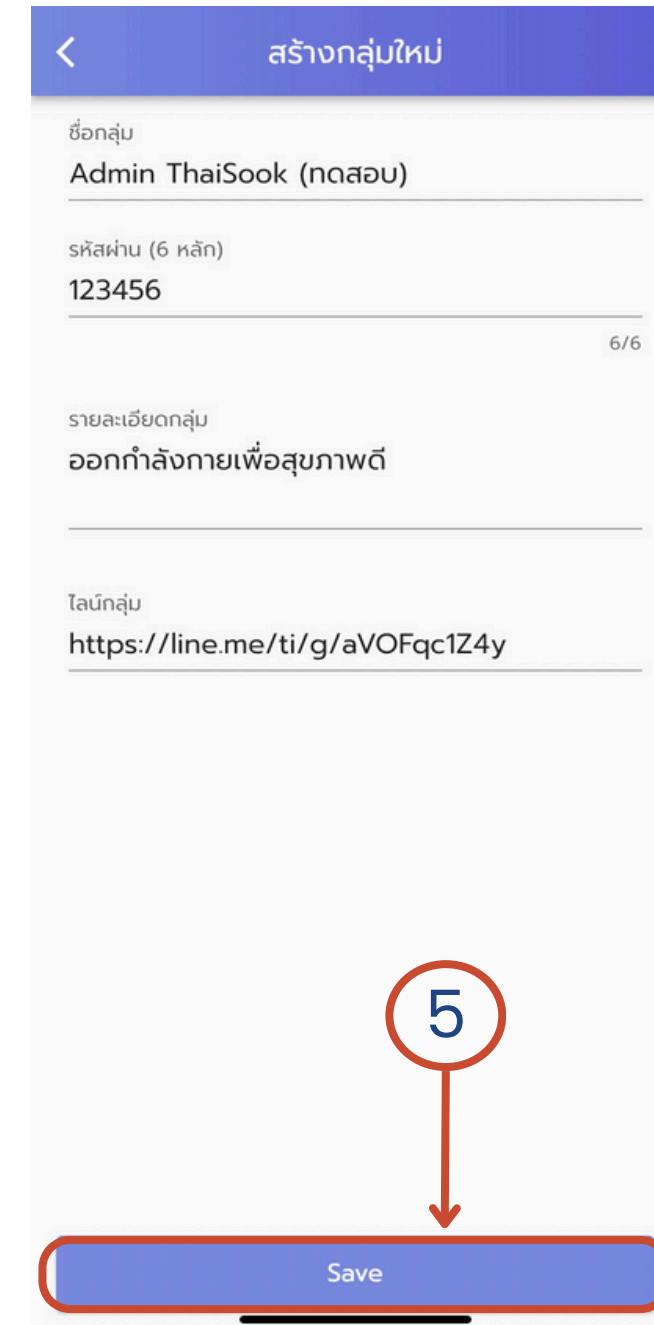 สร้างกลุ่มใหม่
ชื่อกลุ่ม
Admin ThaiSook (ทดสอบ)
รหัสผ่าน (6 หลัก)
123456
6/6
รายละเอียดกลุ่ม
ออกกำลังกายเพื่อสุขภาพดี
ไลน์กลุ่ม
https://line.me/ti/g/aVOFqc1Z4y
5
Save